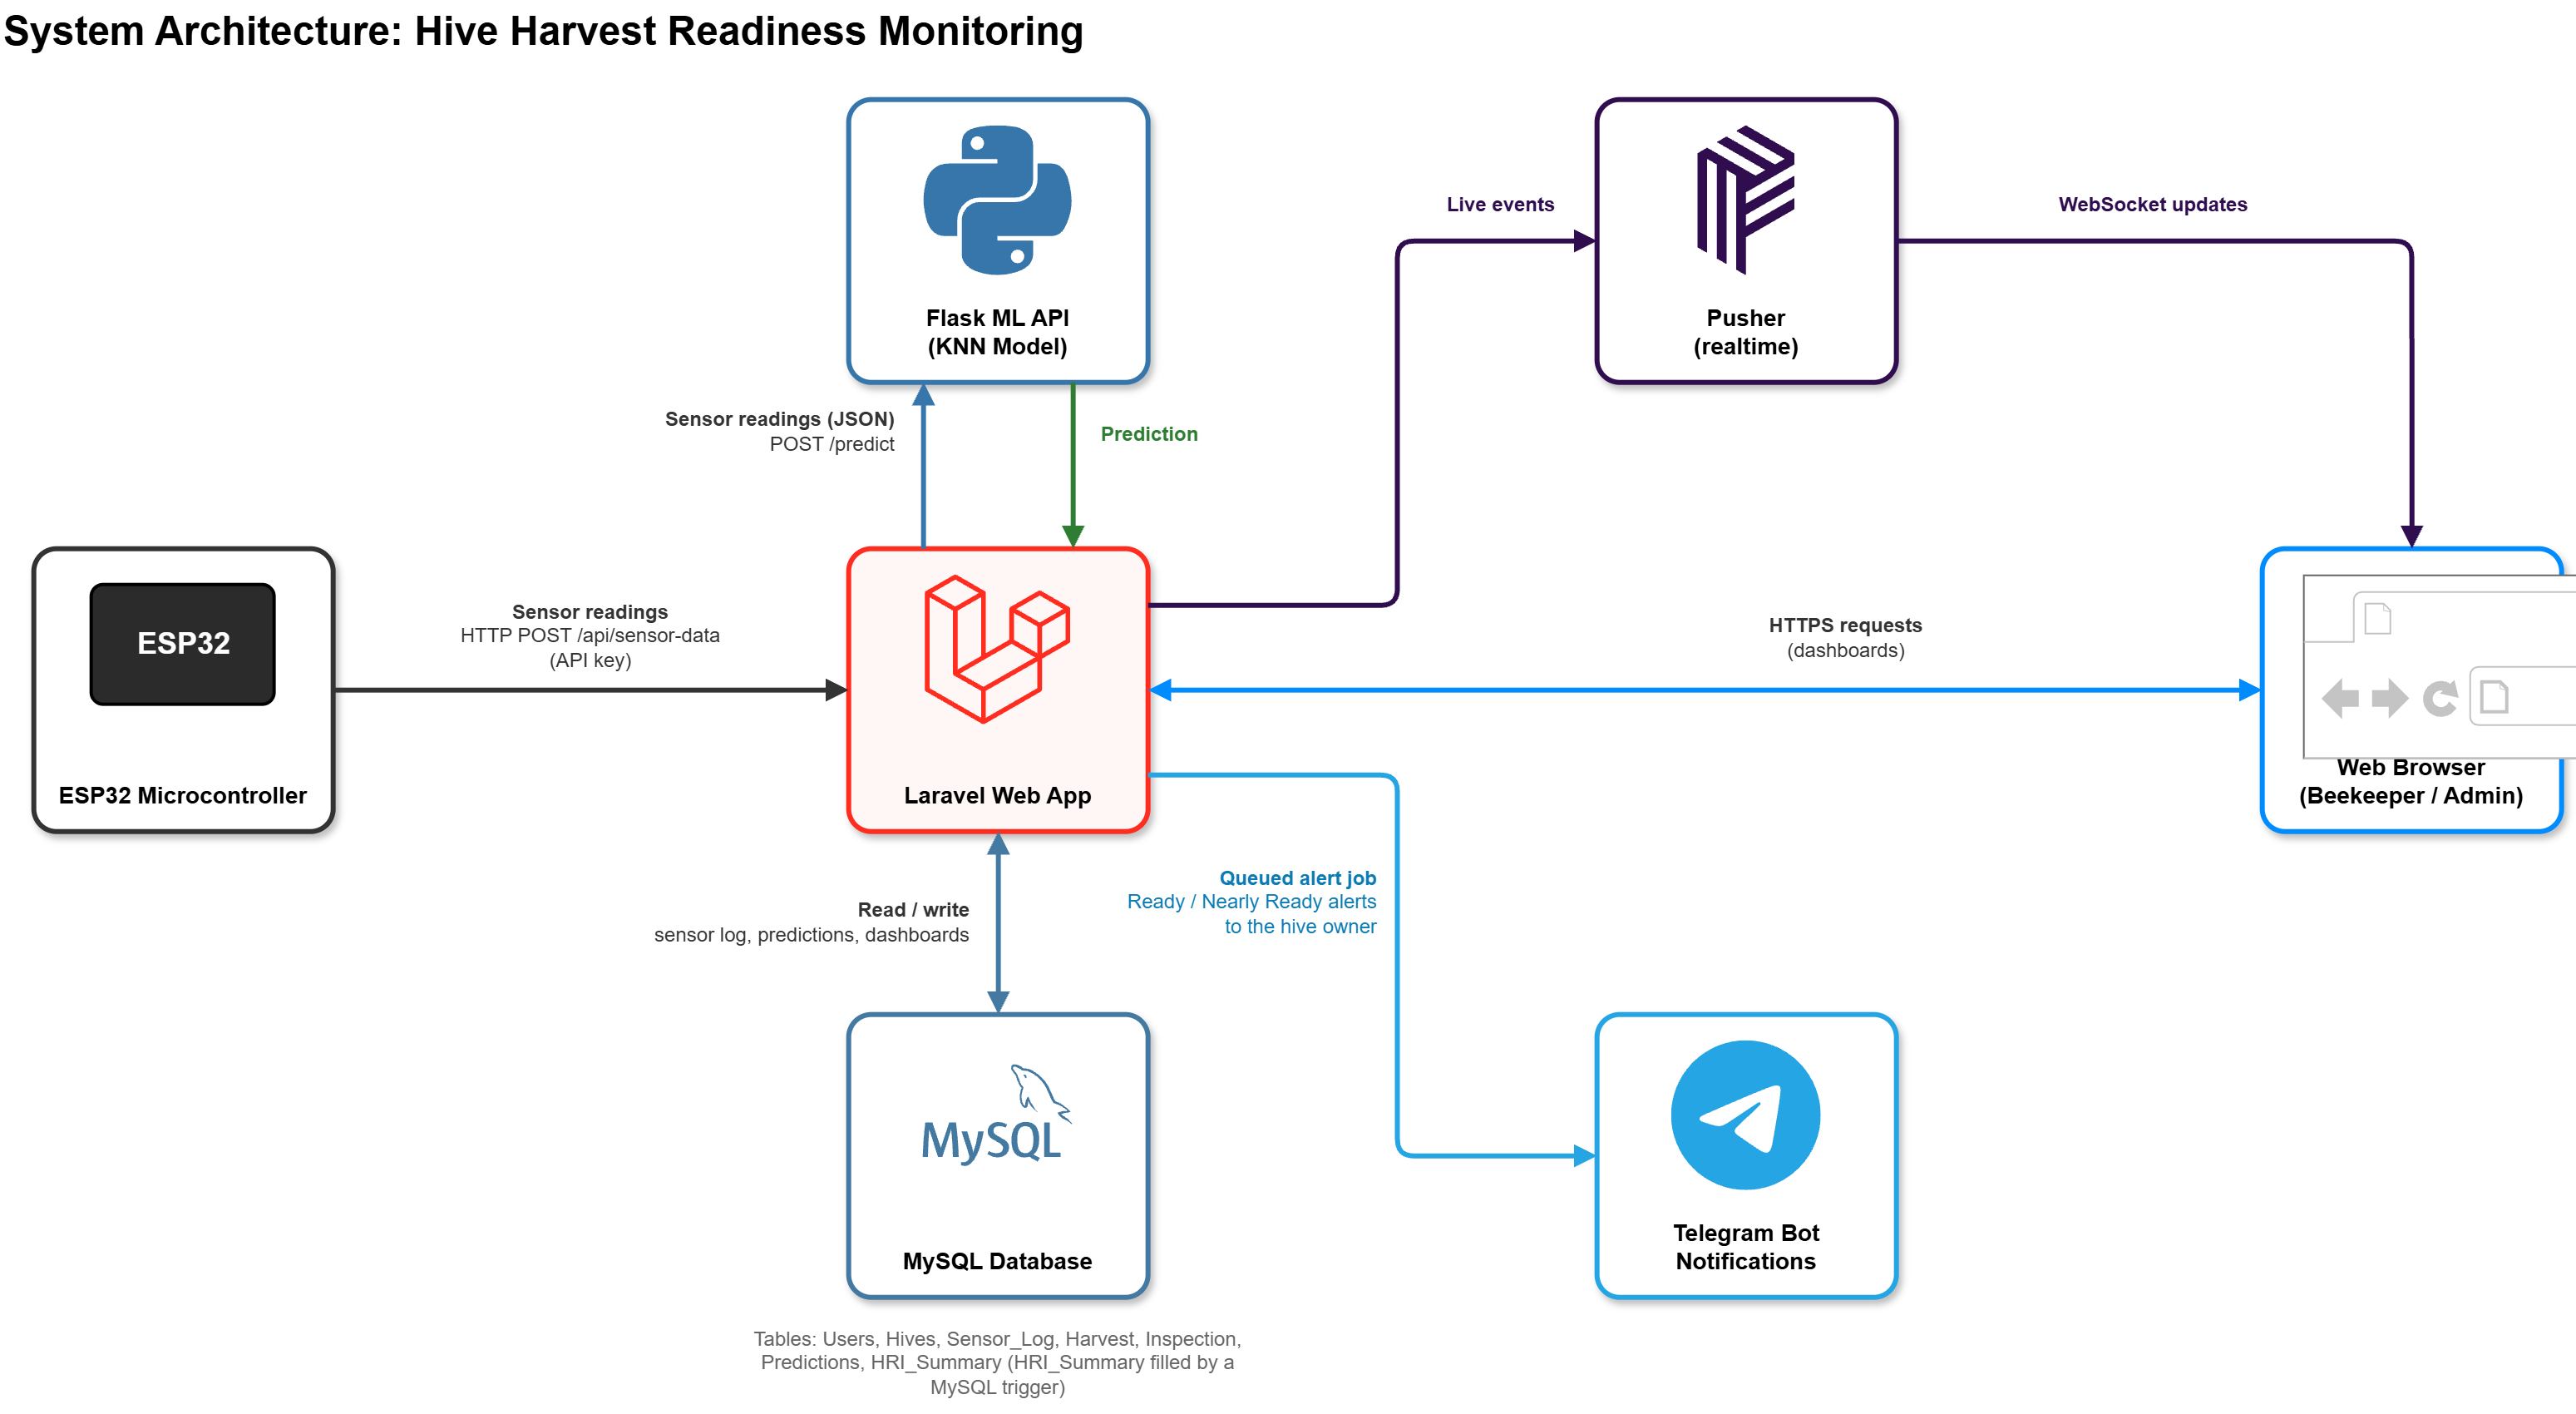 System Architecture: Hive Harvest Readiness Monitoring
Flask ML API
(KNN Model)
Pusher
(realtime)
Live events
WebSocket updates
Sensor readings (JSON)
POST /predict
Prediction
ESP32
ESP32 Microcontroller
Sensor readings
HTTP POST /api/sensor-data
(API key)
Laravel Web App
HTTPS requests
(dashboards)
Web Browser
(Beekeeper / Admin)
Read / write
sensor log, predictions, dashboards
Queued alert job
Ready / Nearly Ready alerts
to the hive owner
MySQL
MySQL Database
Telegram Bot
Notifications
Tables: Users, Hives, Sensor_Log, Harvest, Inspection,
Predictions, HRI_Summary (HRI_Summary filled by a
MySQL trigger)